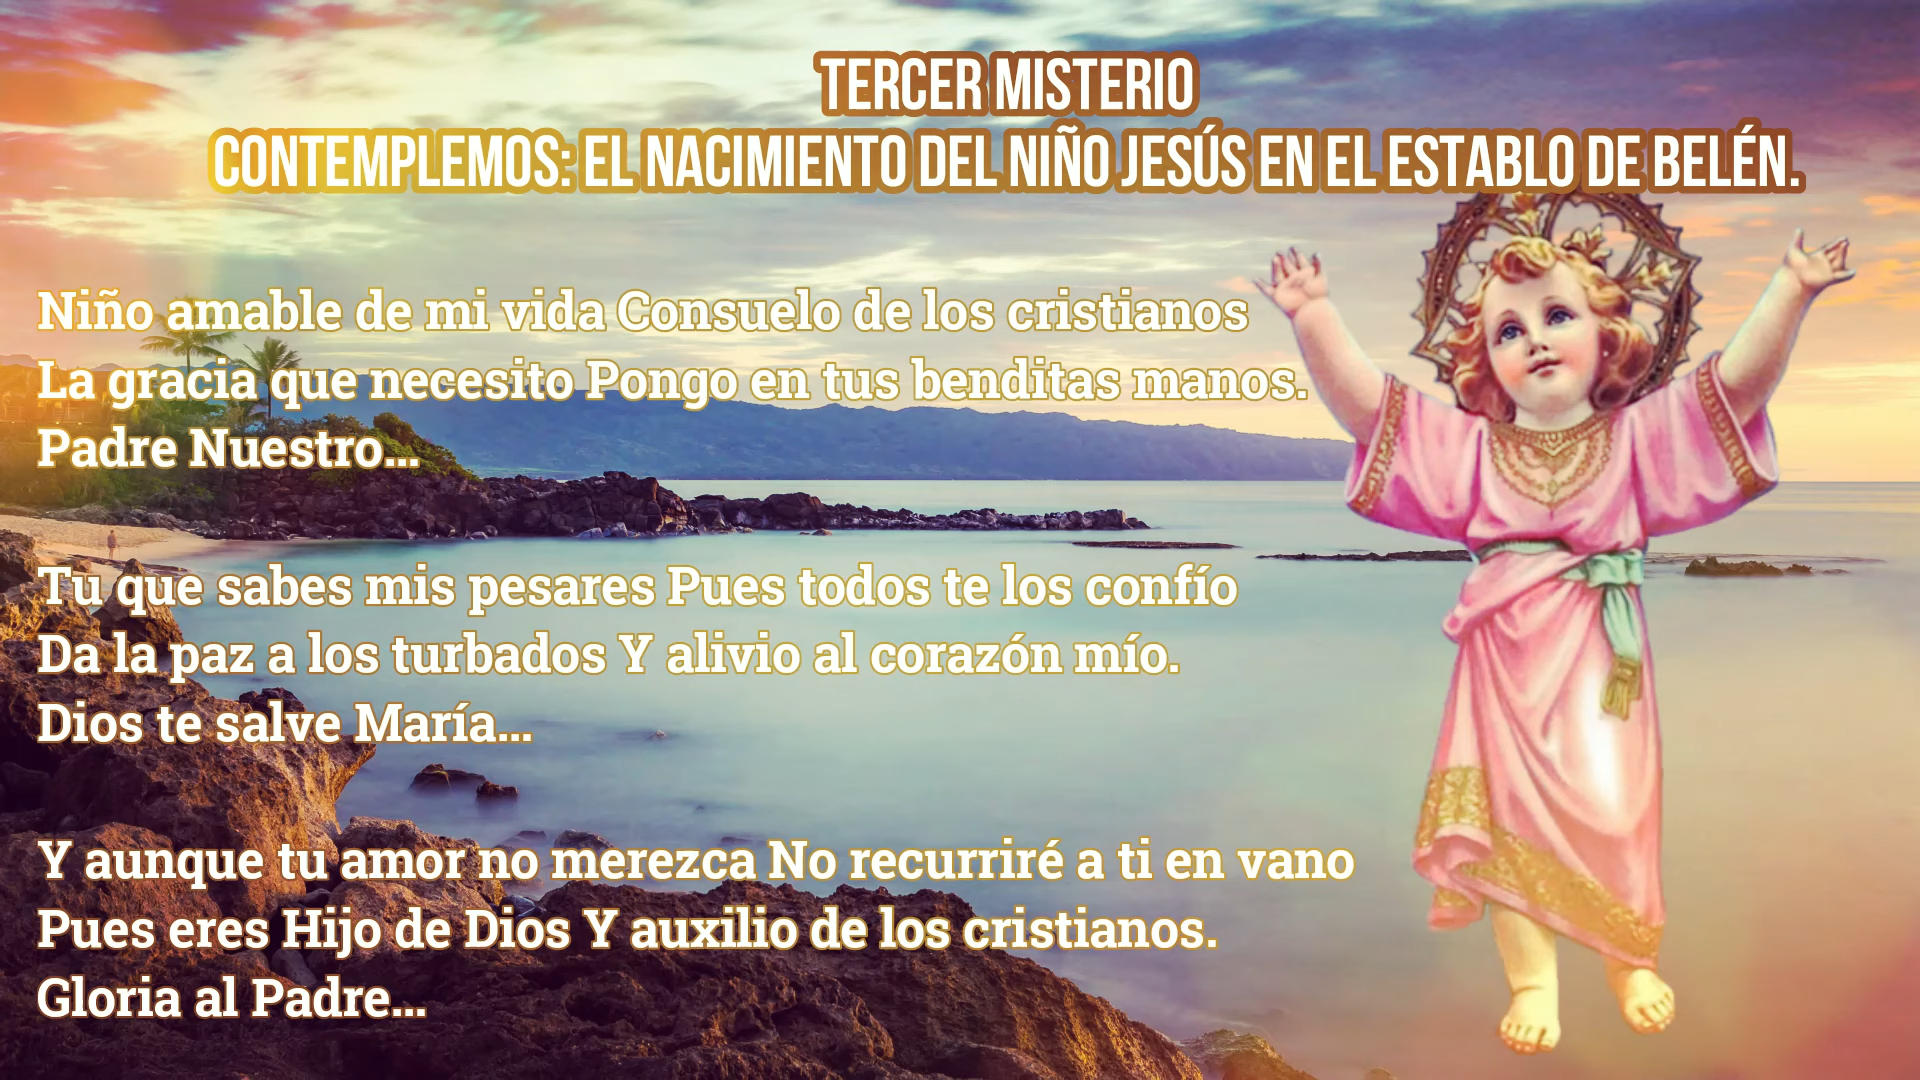 TERCER MISTERIO
CONTEMPLEMOS: EL NACIMIENTO DEL NIÑO JESÚS EN EL ESTABLO DE BELÉN.
Niño amable de mi vida Consuelo de los cristianos
La gracia que necesito Pongo en tus benditas manos.
Padre Nuestro...
Tu que sabes mis pesares Pues todos te los confío
Da la paz a los turbados Y alivio al corazón mío.
Dios te salve María...
Y aunque tu amor no merezca No recurriré a ti en vano
Pues eres Hijo de Dios Y auxilio de los cristianos.
Gloria al Padre...